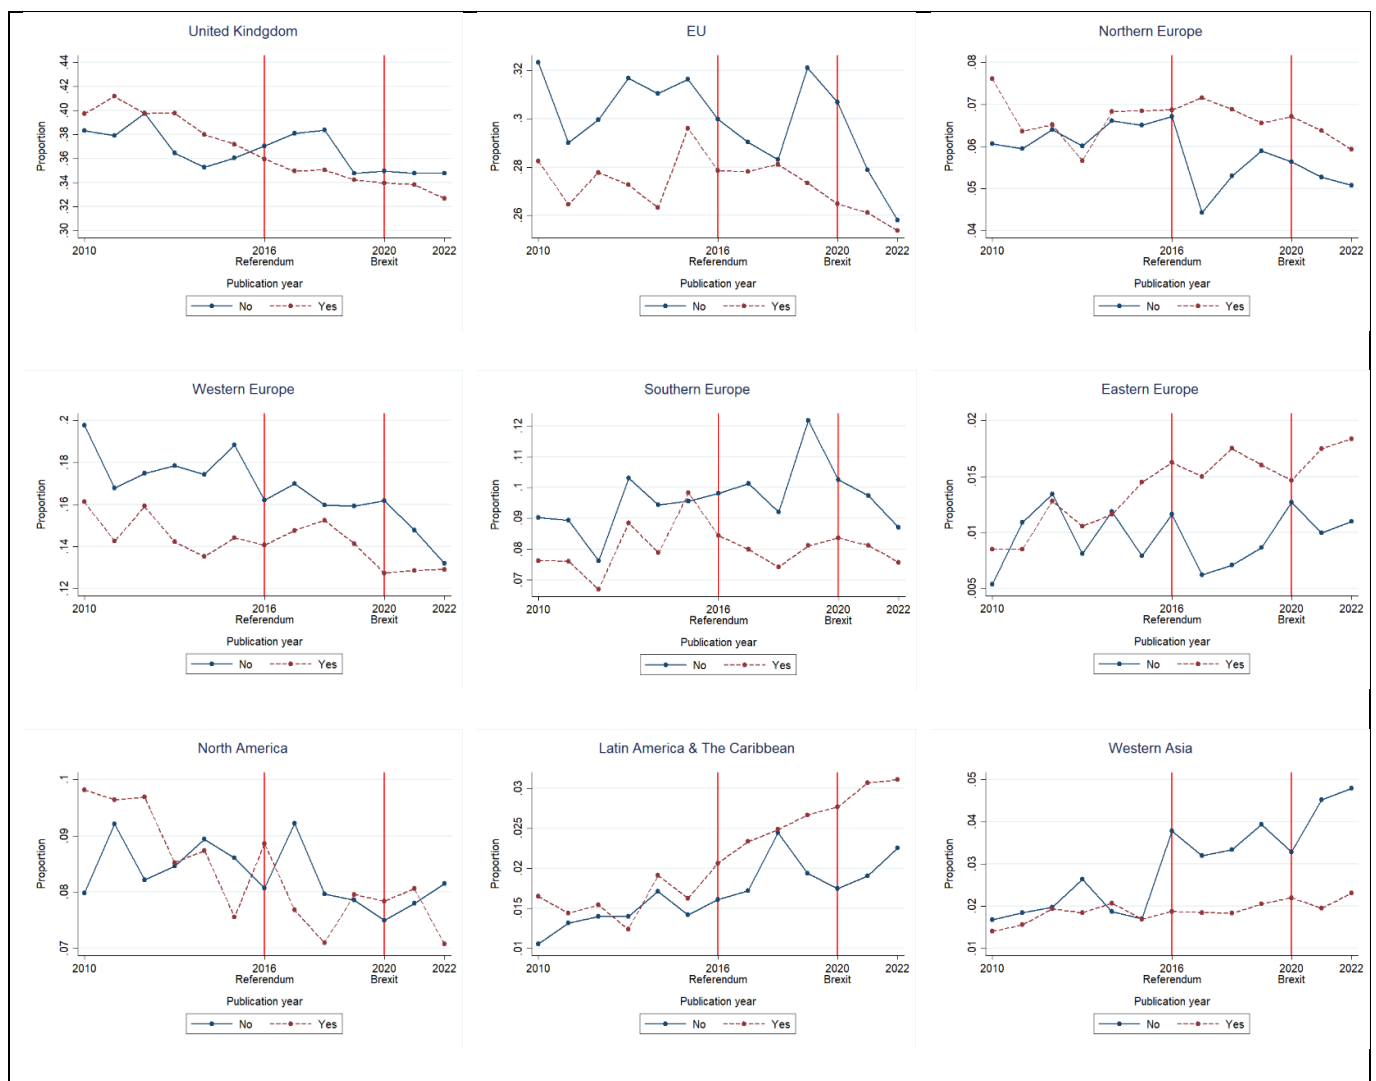 United Kindgdom
Proportion
.44
.42
.40
.38
.36
.34
.32
.30
2010 2016 2020 2022
Referendum Brexit
Publication year
No Yes
EU
Proportion
.32
.3
.28
.26
2010 2016 2020 2022
Referendum Brexit
Publication year
No Yes
Northern Europe
Proportion
.08
.07
.06
.05
.04
2010 2016 2020 2022
Referendum Brexit
Publication year
No Yes
Western Europe
Proportion
.2
.18
.16
.14
.12
2010 2016 2020 2022
Referendum Brexit
Publication year
No Yes
Southern Europe
Proportion
.12
.11
.1
.09
.08
.07
2010 2016 2020 2022
Referendum Brexit
Publication year
No Yes
Eastern Europe
Proportion
.02
.015
.01
.005
2010 2016 2020 2022
Referendum Brexit
Publication year
No Yes
North America
Proportion
.1
.09
.08
.07
2010 2016 2020 2022
Referendum Brexit
Publication year
No Yes
Latin America & The Caribbean
Proportion
.03
.025
.02
.015
.01
2010 2016 2020 2022
Referendum Brexit
Publication year
No Yes
Western Asia
Proportion
.05
.04
.03
.02
.01
2010 2016 2020 2022
Referendum Brexit
Publication year
No Yes